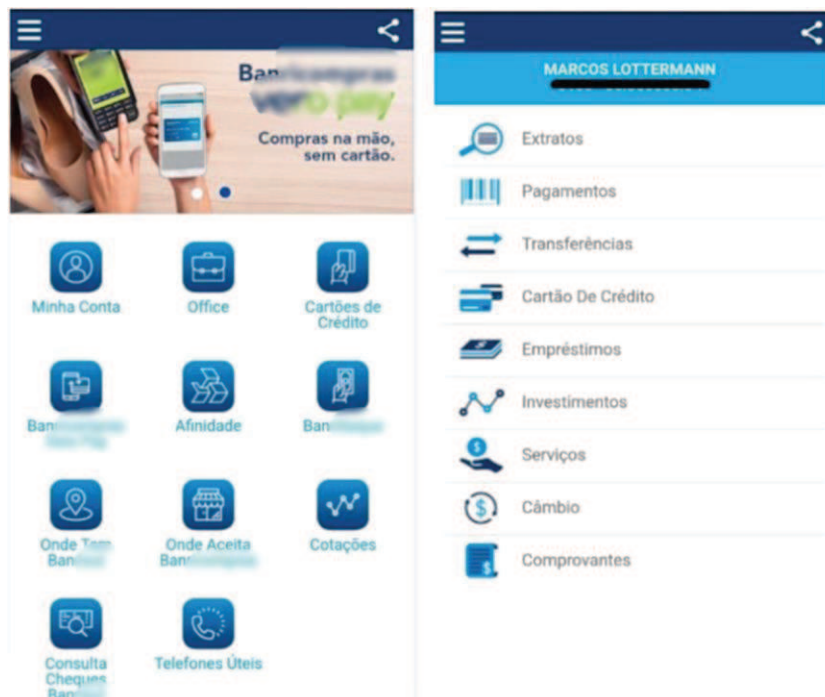 Compras na mão,
sem cartão.
Minha Conta
Office
Cartões de
Crédito
Afinidade
Onde Tem
Onde Aceita
Cotações
Consulta
Cheques
Telefones Úteis
MARCOS LOTTERMANN
Extratos
Pagamentos
Transferências
Cartão De Crédito
Empréstimos
Investimentos
Serviços
Câmbio
Comprovantes